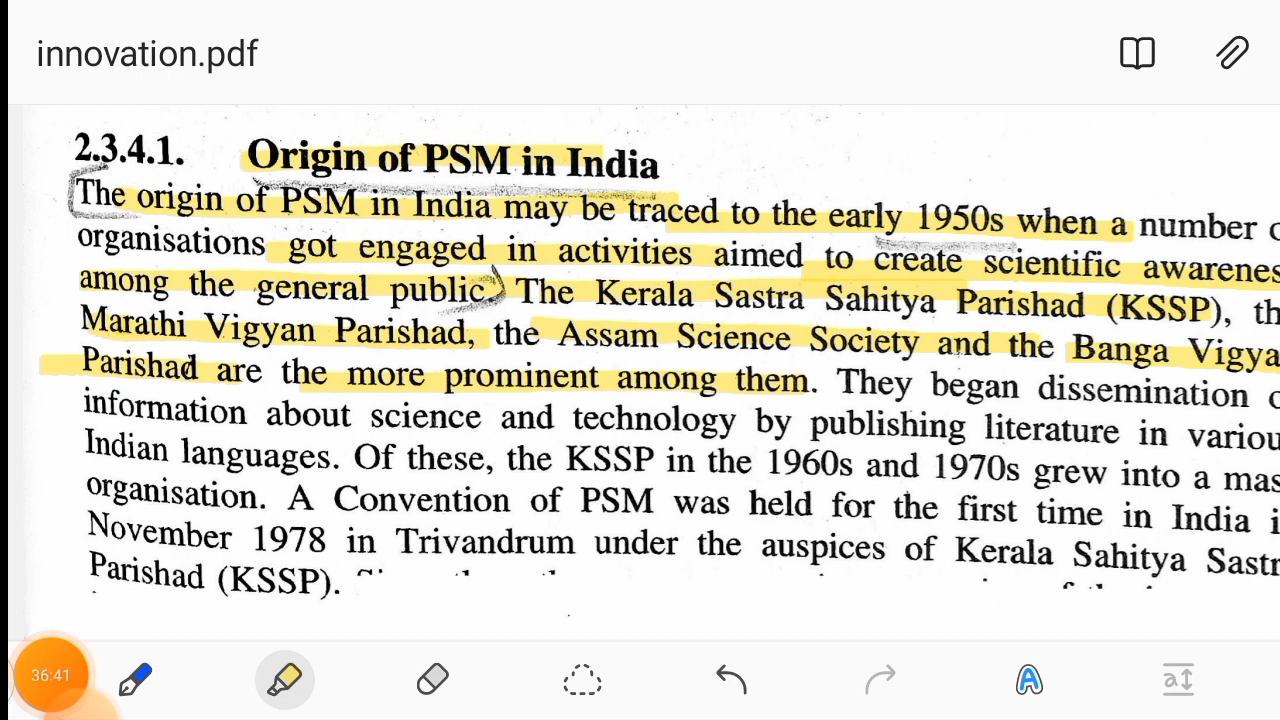 innovation.pdf
2.3.4.1. Origin of PSM in India
The origin of PSM in India may be traced to the early 1950s when a number o
organisations got engaged in activities aimed to create scientific awarenes
among the general public. The Kerala Sastra Sahitya Parishad (KSSP), th
Marathi Vigyan Parishad, the Assam Science Society and the Banga Vigya
Parishad are the more prominent among them. They began dissemination o
information about science and technology by publishing literature in variou
Indian languages. Of these, the KSSP in the 1960s and 1970s grew into a mas
organisation. A Convention of PSM was held for the first time in India i
November 1978 in Trivandrum under the auspices of Kerala Sahitya Sastr
Parishad (KSSP).
36:41
A
a